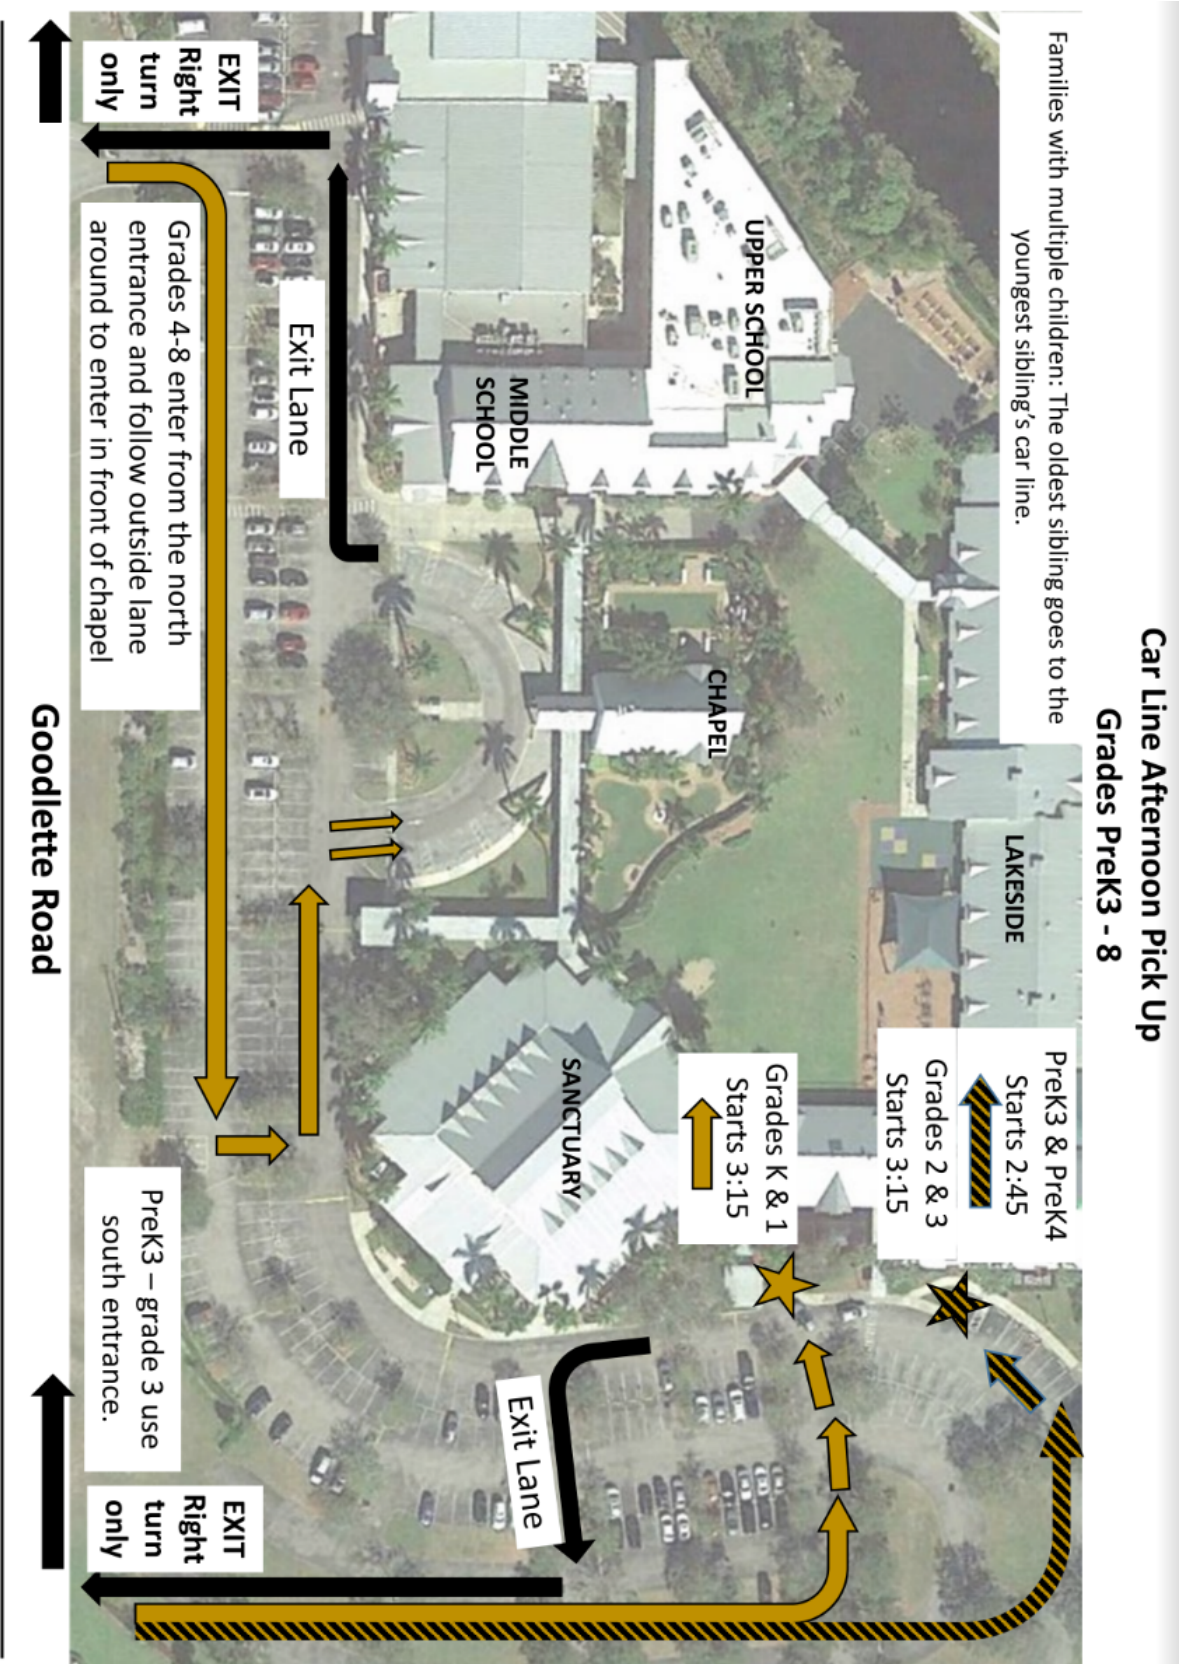 Car Line Afternoon Pick Up
Grades PreK3 - 8
Families with multiple children: The oldest sibling goes to the
youngest sibling's car line.
UPPER SCHOOL
MIDDLE
SCHOOL
CHAPEL
LAKESIDE
SANCTUARY
PreK3 & PreK4
Starts 2:45
Grades 2 & 3
Starts 3:15
Grades K & 1
Starts 3:15
Exit Lane
Exit Lane
EXIT
Right
turn
only
Grades 4-8 enter from the north
entrance and follow outside lane
around to enter in front of chapel
PreK3 – grade 3 use
south entrance.
EXIT
Right
turn
only
Goodlette Road